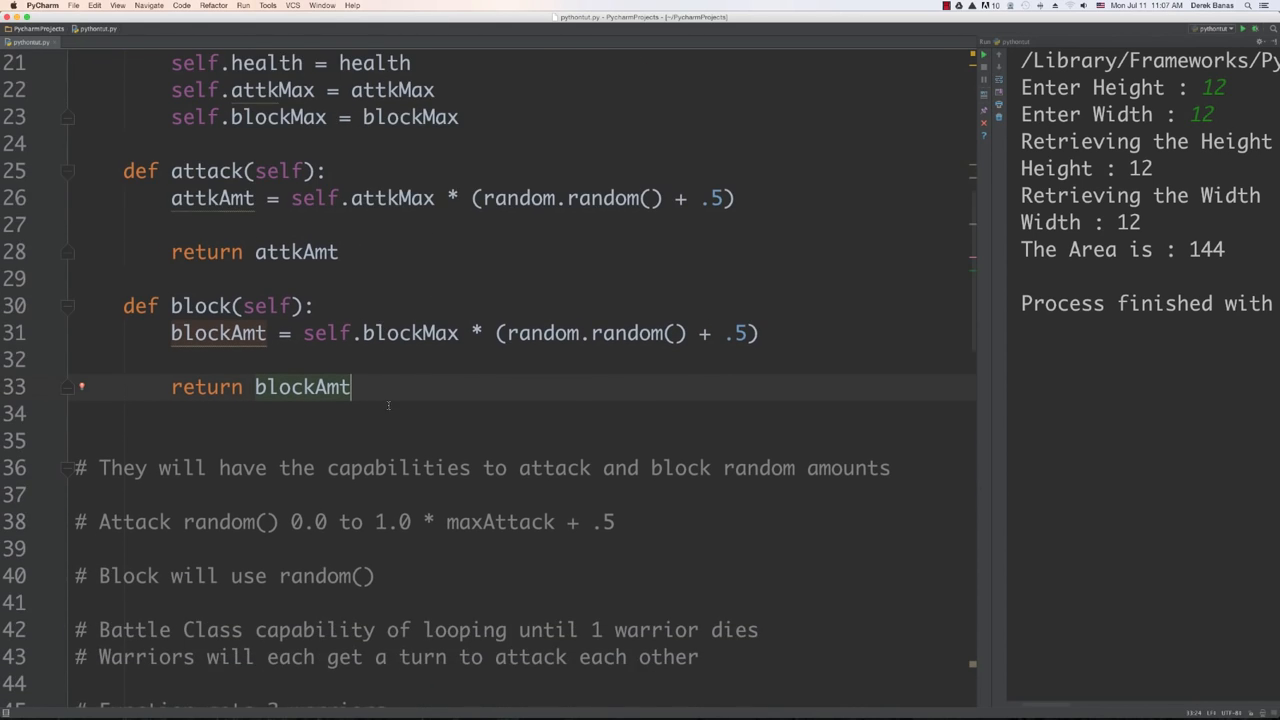 PyCharm File Edit View Navigate Code Refactor Run Tools VCS Window Help
10 Mon Jul 11 11:07 AM Derek Banas
pythontut.py - PycharmProjects - [~/PycharmProjects]
PycharmProjects pythontut.py
pythontut
pythontut.py
Run pythontut
21 self.health = health
22 self.attkMax = attkMax
23 self.blockMax = blockMax
24
25 def attack(self):
26 attkAmt = self.attkMax * (random.random() + .5)
27
28 return attkAmt
29
30 def block(self):
31 blockAmt = self.blockMax * (random.random() + .5)
32
33 return blockAmt
34
35
36 # They will have the capabilities to attack and block random amounts
37
38 # Attack random() 0.0 to 1.0 * maxAttack + .5
39
40 # Block will use random()
41
42 # Battle Class capability of looping until 1 warrior dies
43 # Warriors will each get a turn to attack each other
44
/Library/Frameworks/Py
Enter Height : 12
Enter Width : 12
Retrieving the Height
Height : 12
Retrieving the Width
Width : 12
The Area is : 144
Process finished with
33:24 LF÷ UTF-8÷